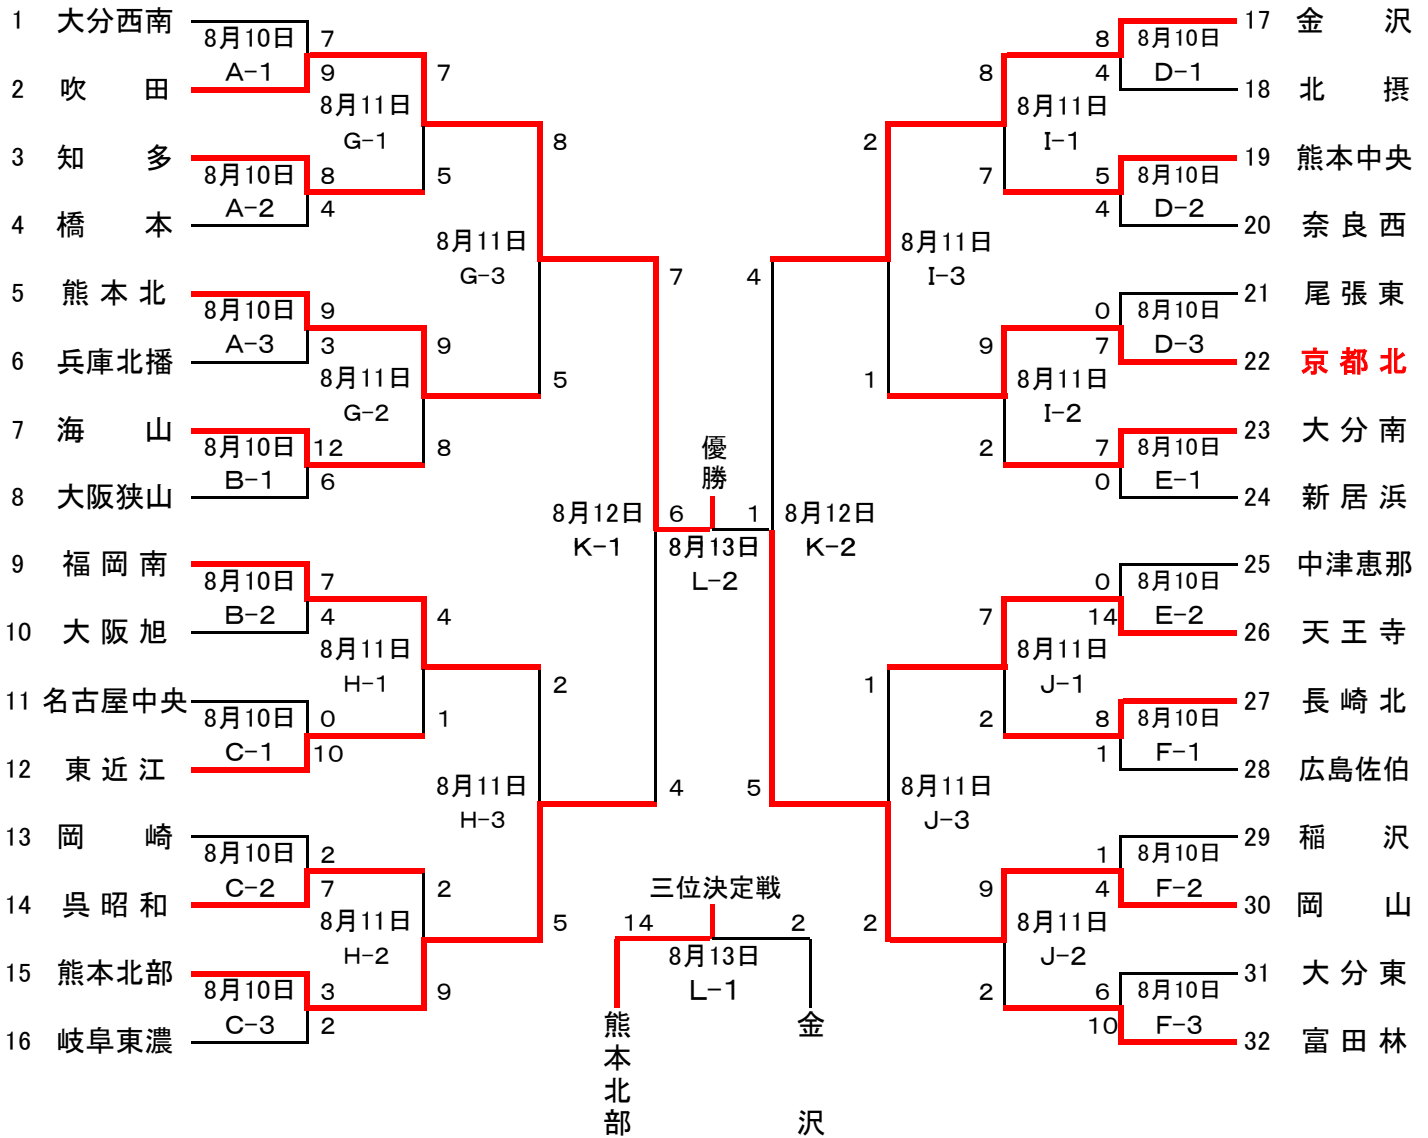 1 大分西南
8月10日 7
A-1 9
2 吹 田
8月11日 7
G-1
3 知 多
8月10日 8
A-2 4
5
4 橋 本
8月11日 8
G-3
5
5 熊本北
8月10日 9
A-3 3
6 兵庫北播
8月11日 9
G-2
7 海 山
8月10日 12
B-1 6
8
8 大阪狭山
8月12日 7
K-1
4
9 福岡南
8月10日 7
B-2 4
10 大阪旭
8月11日 4
H-1
11 名古屋中央
8月10日 0
C-1 10
1
12 東近江
8月11日 2
H-3
5
13 岡 崎
8月10日 2
C-2 7
14 呉昭和
8月11日 2
H-2
15 熊本北部
8月10日 3
C-3 2
9
16 岐阜東濃
優勝
6 1
8月13日
L-2
三位決定戦
14 2
8月13日
L-1
熊本北部
金 沢
17 金 沢
8 8月10日
4 D-1
18 北 摂
8 8月11日
I-1
19 熊本中央
5 8月10日
4 D-2
7
20 奈良西
2 8月11日
I-3
1
21 尾張東
0 8月10日
7 D-3
22 京都北
9 8月11日
I-2
23 大分南
7 8月10日
0 E-1
2
24 新居浜
4 8月12日
K-2
5
25 中津恵那
0 8月10日
14 E-2
26 天王寺
7 8月11日
J-1
27 長崎北
8 8月10日
1 F-1
2
28 広島佐伯
1 8月11日
J-3
2
29 稲 沢
1 8月10日
4 F-2
30 岡 山
9 8月11日
J-2
31 大分東
6 8月10日
10 F-3
2
32 富田林